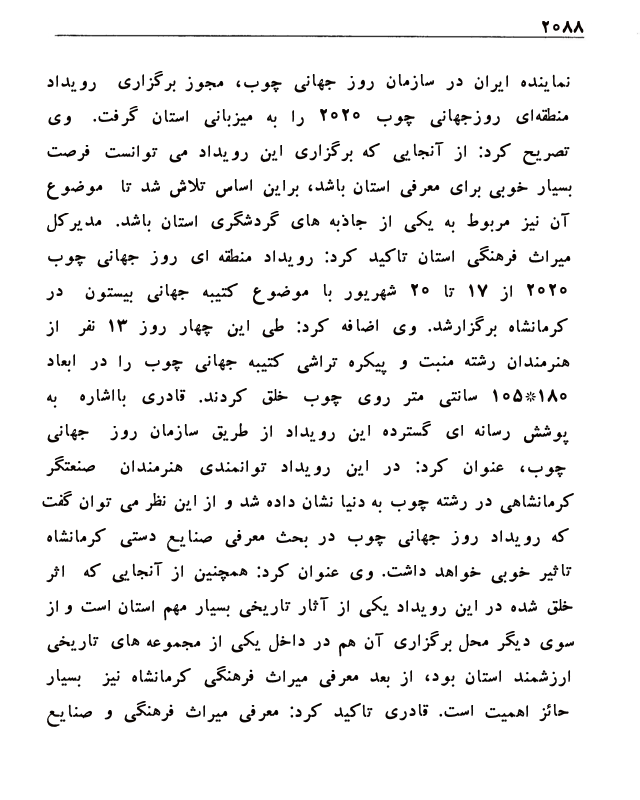 ۲۰۸۸
نماینده ایران در سازمان روز جهانی چوب، مجوز برگزاری رویداد
منطقه‌ای روزجهانی چوب ۲۰۲۰ را به میزبانی استان گرفت. وی
تصریح کرد: از آنجایی که برگزاری این رویداد می توانست فرصت
بسیار خوبی برای معرفی استان باشد، براین اساس تلاش شد تا موضوع
آن نیز مربوط به یکی از جاذبه های گردشگری استان باشد. مدیرکل
میراث فرهنگی استان تاکید کرد: رویداد منطقه ای روز جهانی چوب
۲۰۲۰ از ۱۷ تا ۲۰ شهریور با موضوع کتیبه جهانی بیستون در
کرمانشاه برگزارشد. وی اضافه کرد: طی این چهار روز ۱۳ نفر از
هنرمندان رشته منبت و پیکره تراشی کتیبه جهانی چوب را در ابعاد
۱۸۰*۱۰۵ سانتی متر روی چوب خلق کردند. قادری بااشاره به
پوشش رسانه ای گسترده این رویداد از طریق سازمان روز جهانی
چوب، عنوان کرد: در این رویداد توانمندی هنرمندان صنعتگر
کرمانشاهی در رشته چوب به دنیا نشان داده شد و از این نظر می توان گفت
که رویداد روز جهانی چوب در بحث معرفی صنایع دستی کرمانشاه
تاثیر خوبی خواهد داشت. وی عنوان کرد: همچنین از آنجایی که اثر
خلق شده در این رویداد یکی از آثار تاریخی بسیار مهم استان است و از
سوی دیگر محل برگزاری آن هم در داخل یکی از مجموعه های تاریخی
ارزشمند استان بود، از بعد معرفی میراث فرهنگی کرمانشاه نیز بسیار
حائز اهمیت است. قادری تاکید کرد: معرفی میراث فرهنگی و صنایع